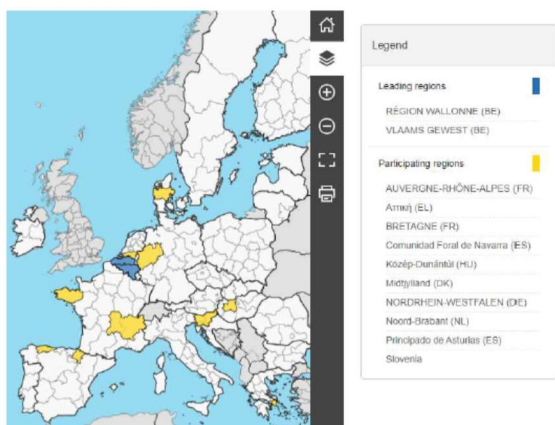 Legend
Leading regions
RÉGION WALLONNE (BE)
VLAAMS GEWEST (BE)
Participating regions
AUVERGNE-RHÔNE-ALPES (FR)
Αττική (EL)
BRETAGNE (FR)
Comunidad Foral de Navarra (ES)
Közép-Dunántúl (HU)
Midtjylland (DK)
NORDRHEIN-WESTFALEN (DE)
Noord-Brabant (NL)
Principado de Asturias (ES)
Slovenia